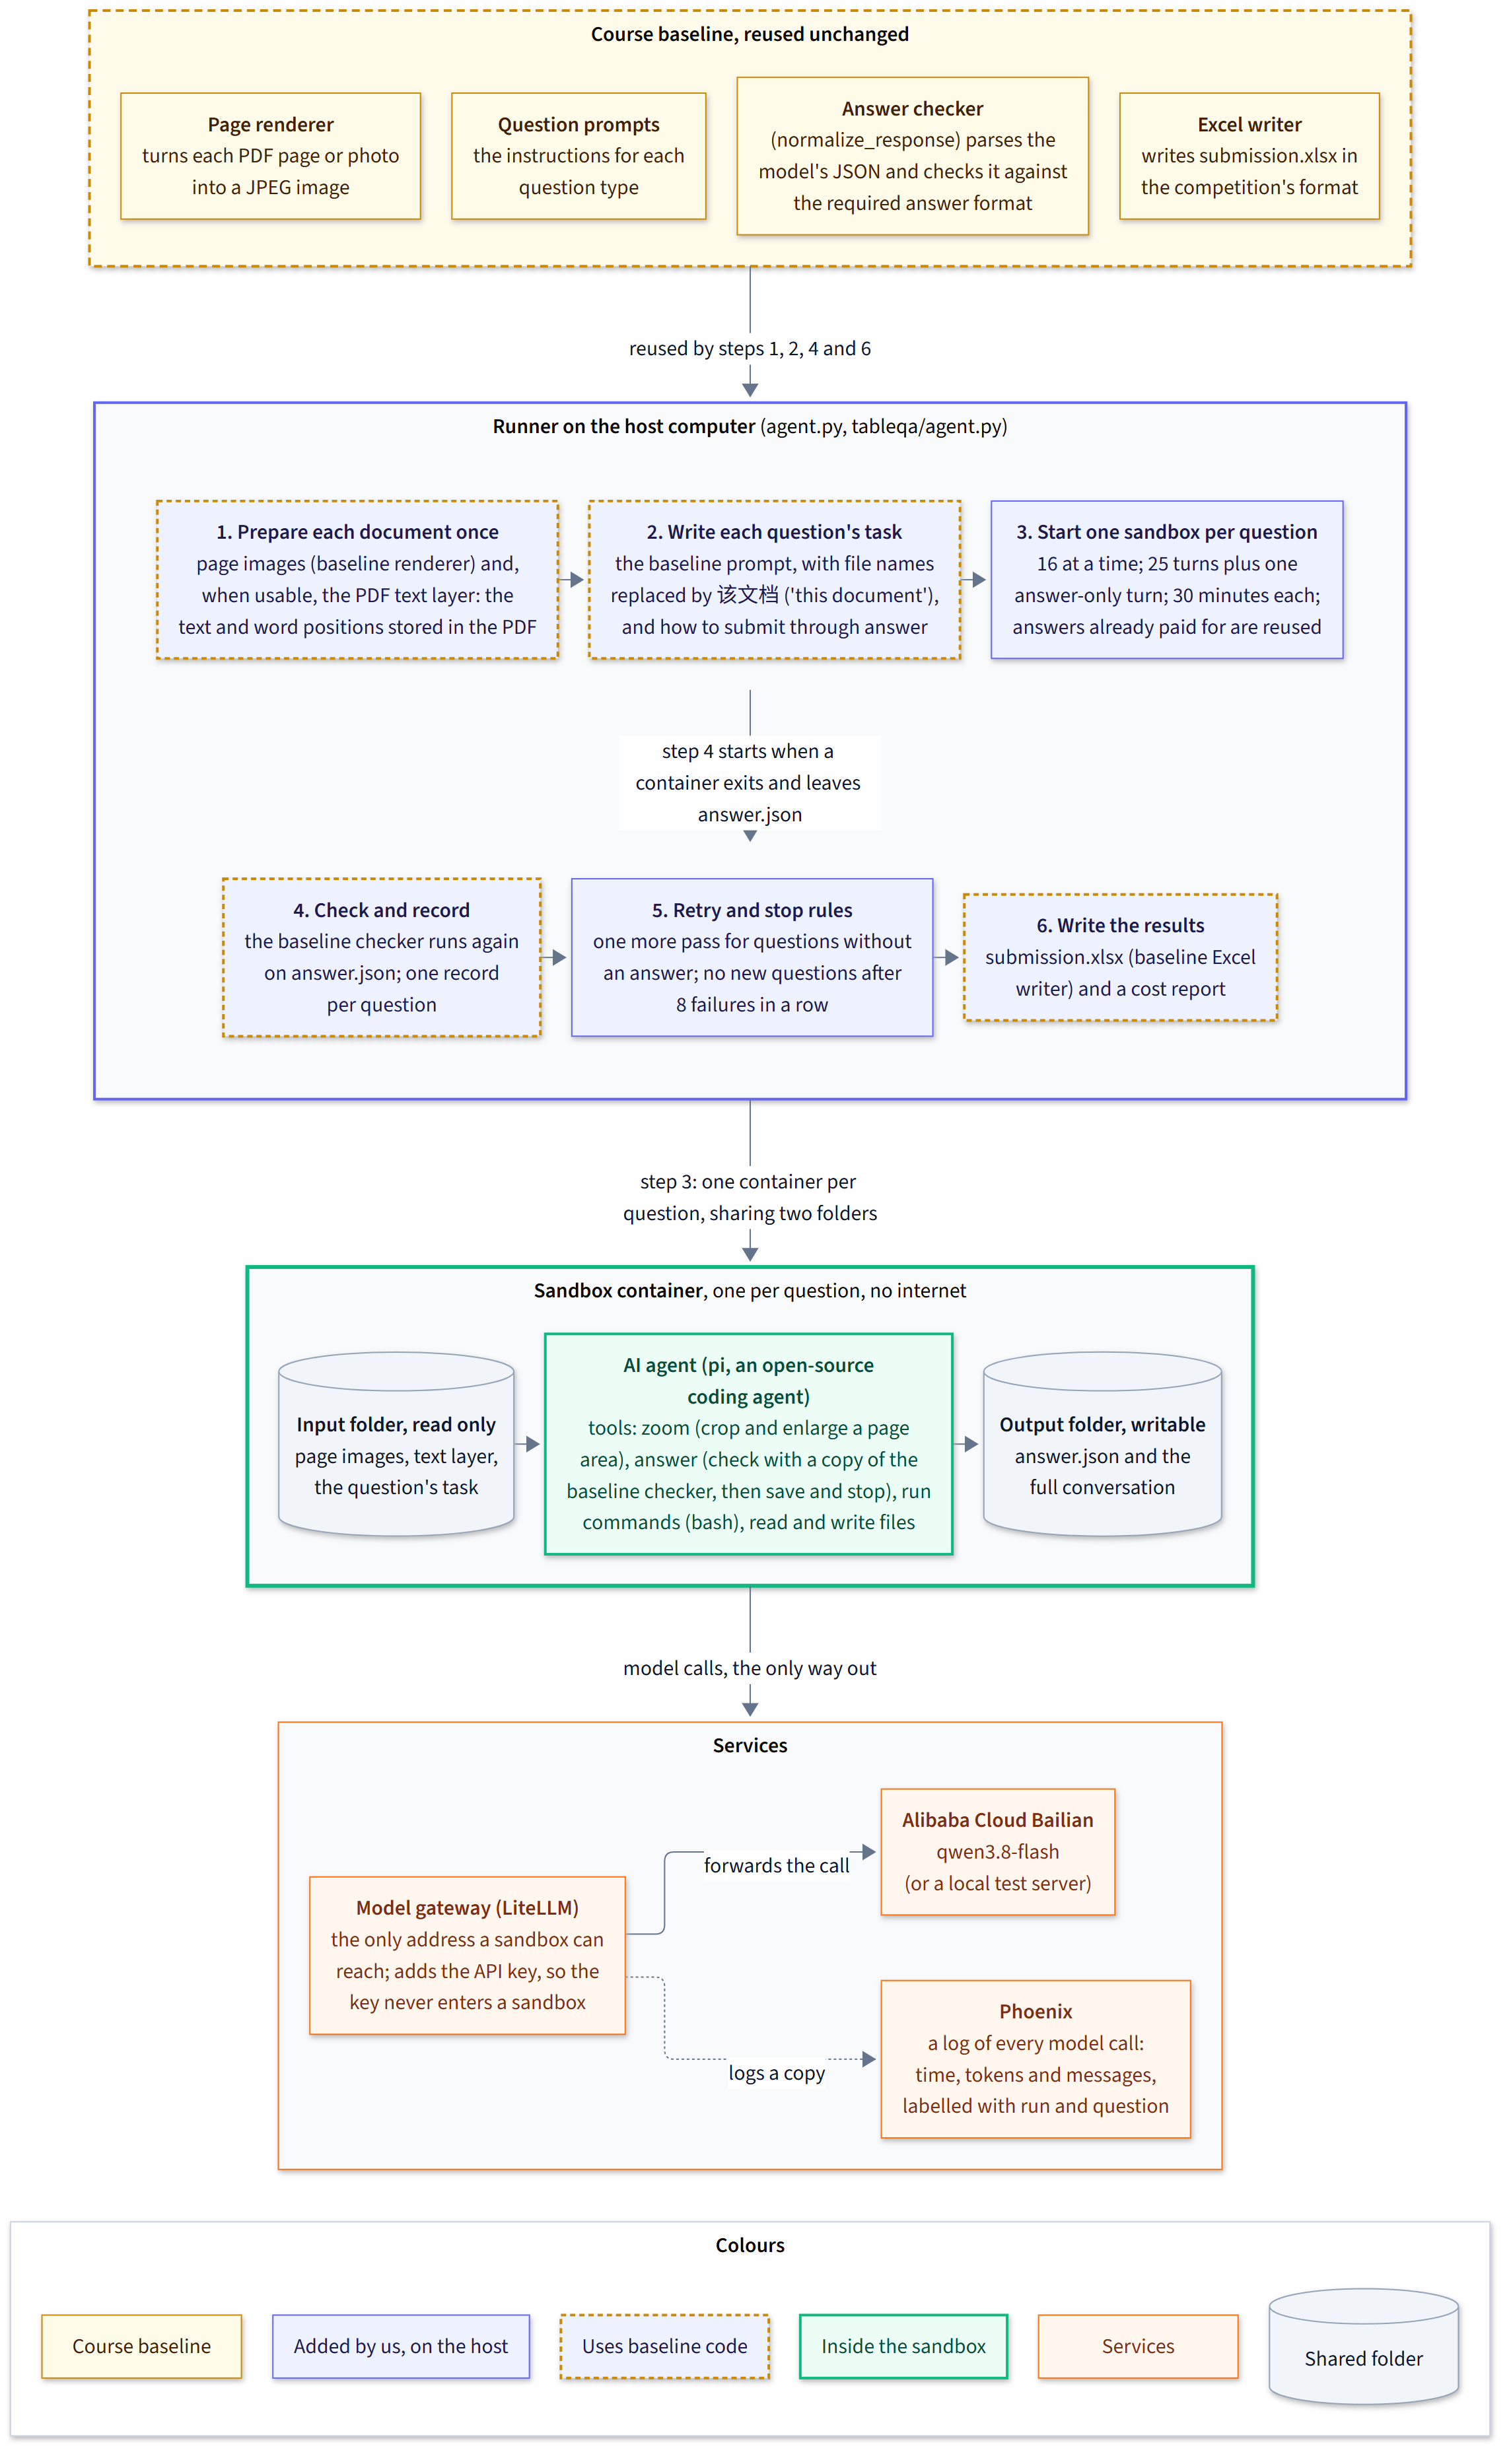 Course baseline, reused unchanged
Page renderer
turns each PDF page or photo
into a JPEG image
Question prompts
the instructions for each
question type
Answer checker
(normalize_response) parses the
model's JSON and checks it against
the required answer format
Excel writer
writes submission.xlsx in
the competition's format
reused by steps 1, 2, 4 and 6
Runner on the host computer (agent.py, tableqa/agent.py)
1. Prepare each document once
page images (baseline renderer) and,
when usable, the PDF text layer: the
text and word positions stored in the PDF
2. Write each question's task
the baseline prompt, with file names
replaced by 该文档 ('this document'),
and how to submit through answer
3. Start one sandbox per question
16 at a time; 25 turns plus one
answer-only turn; 30 minutes each;
answers already paid for are reused
step 4 starts when a
container exits and leaves
answer.json
4. Check and record
the baseline checker runs again
on answer.json; one record
per question
5. Retry and stop rules
one more pass for questions without
an answer; no new questions after
8 failures in a row
6. Write the results
submission.xlsx (baseline Excel
writer) and a cost report
step 3: one container per
question, sharing two folders
Sandbox container, one per question, no internet
Input folder, read only
page images, text layer,
the question's task
AI agent (pi, an open-source
coding agent)
tools: zoom (crop and enlarge a page
area), answer (check with a copy of the
baseline checker, then save and stop), run
commands (bash), read and write files
Output folder, writable
answer.json and the
full conversation
model calls, the only way out
Services
Model gateway (LiteLLM)
the only address a sandbox can
reach; adds the API key, so the
key never enters a sandbox
forwards the call
Alibaba Cloud Bailian
qwen3.8-flash
(or a local test server)
logs a copy
Phoenix
a log of every model call:
time, tokens and messages,
labelled with run and question
Colours
Course baseline
Added by us, on the host
Uses baseline code
Inside the sandbox
Services
Shared folder